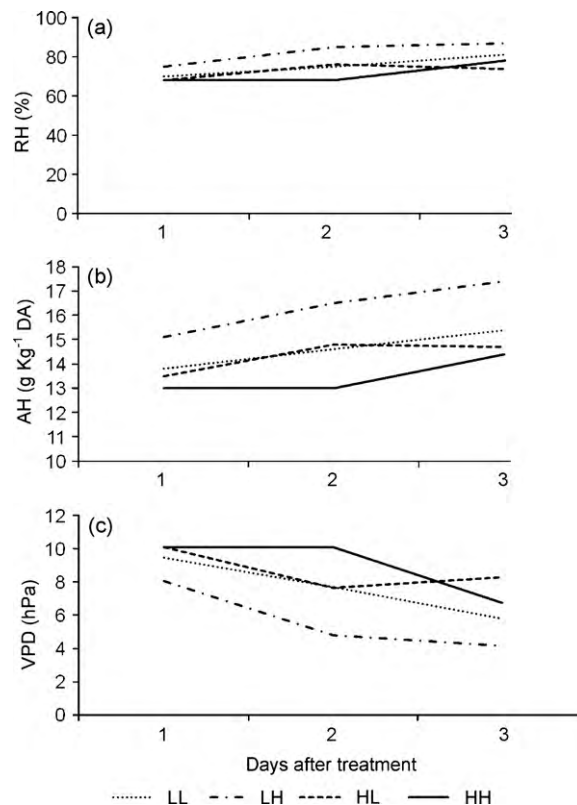 (a)
100
80
60
40
20
0
RH (%)
1 2 3
(b)
18
17
16
15
14
13
12
11
10
AH (g Kg⁻¹ DA)
1 2 3
(c)
12
10
8
6
4
2
0
VPD (hPa)
1 2 3
Days after treatment
LL LH HL HH